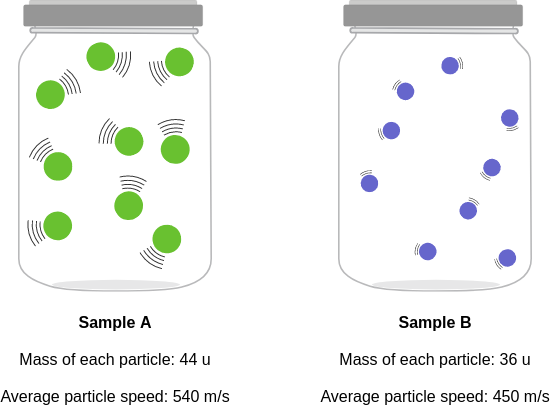 Sample A
Mass of each particle: 44 u
Average particle speed: 540 m/s
Sample B
Mass of each particle: 36 u
Average particle speed: 450 m/s